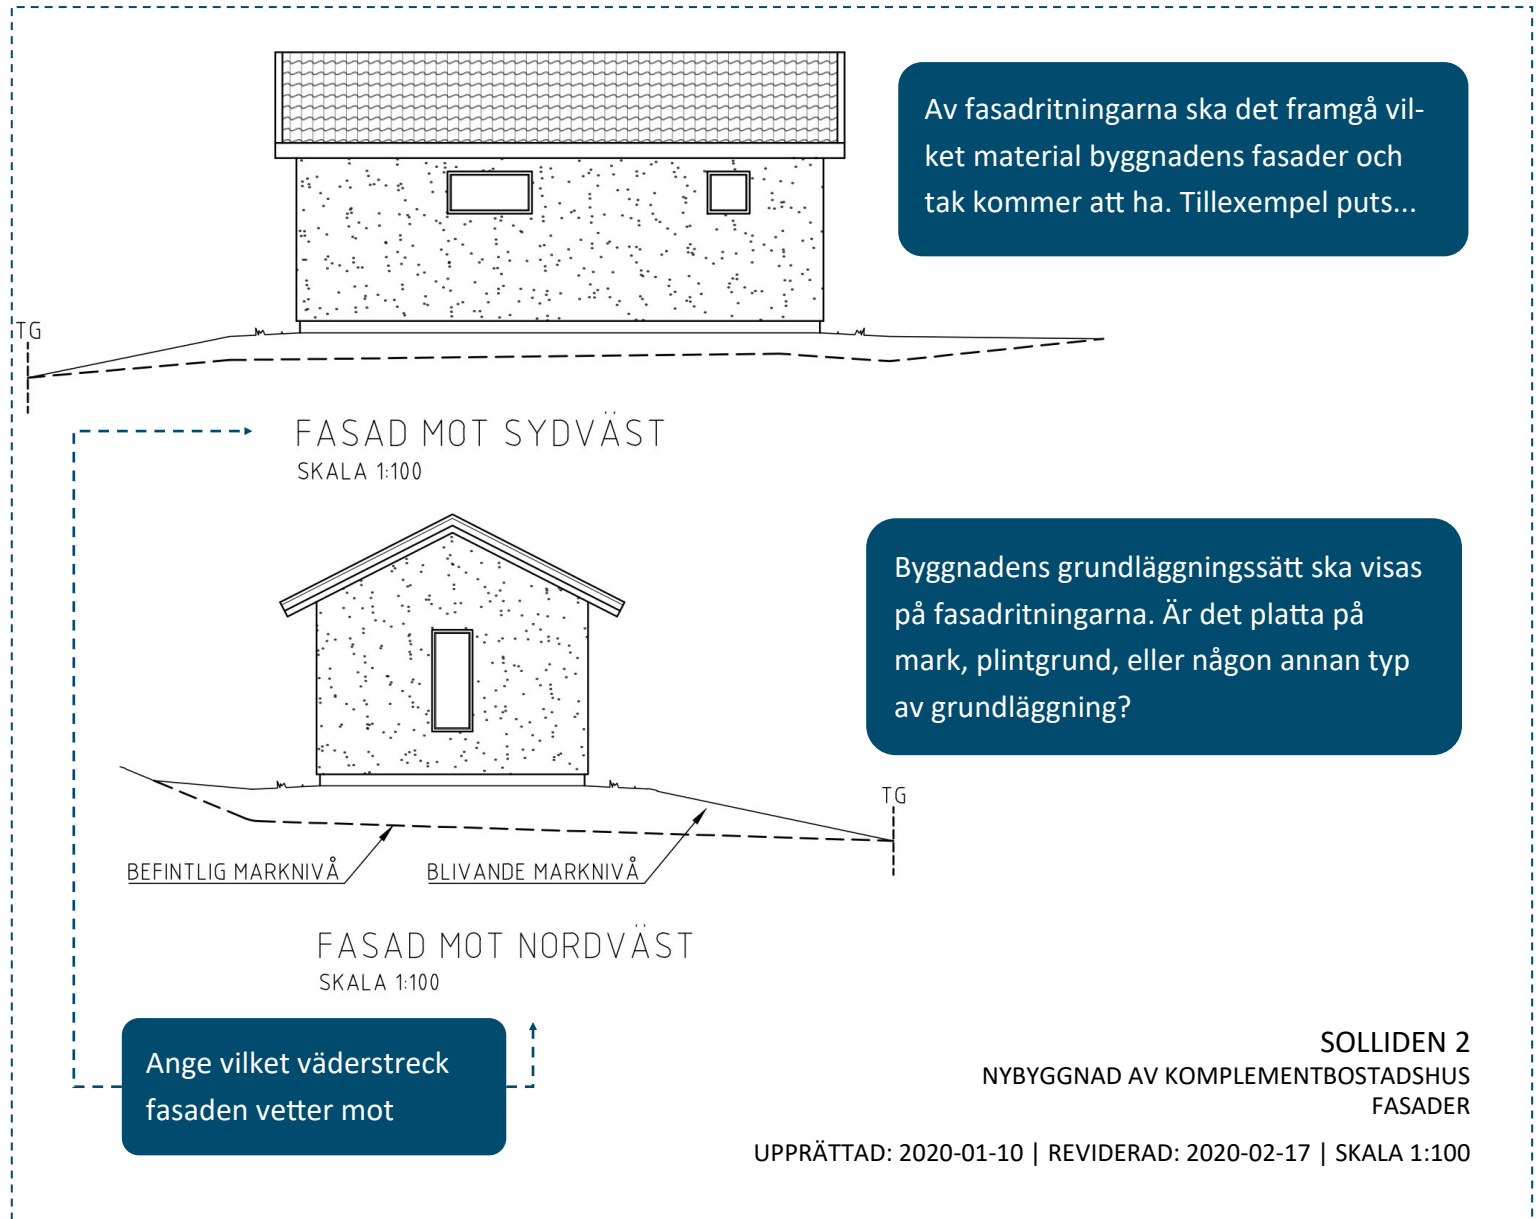 Av fasadritningarna ska det framgå vil-
ket material byggnadens fasader och
tak kommer att ha. Tillexempel puts...
TG
FASAD MOT SYDVÄST
SKALA 1:100
Byggnadens grundläggningssätt ska visas
på fasadritningarna. Är det platta på
mark, plintgrund, eller någon annan typ
av grundläggning?
TG
BEFINTLIG MARKNIVÅ
BLIVANDE MARKNIVÅ
FASAD MOT NORDVÄST
SKALA 1:100
Ange vilket väderstreck
fasaden vetter mot
SOLLIDEN 2
NYBYGGNAD AV KOMPLEMENTBOSTADSHUS
FASADER
UPPRÄTTAD: 2020-01-10 | REVIDERAD: 2020-02-17 | SKALA 1:100